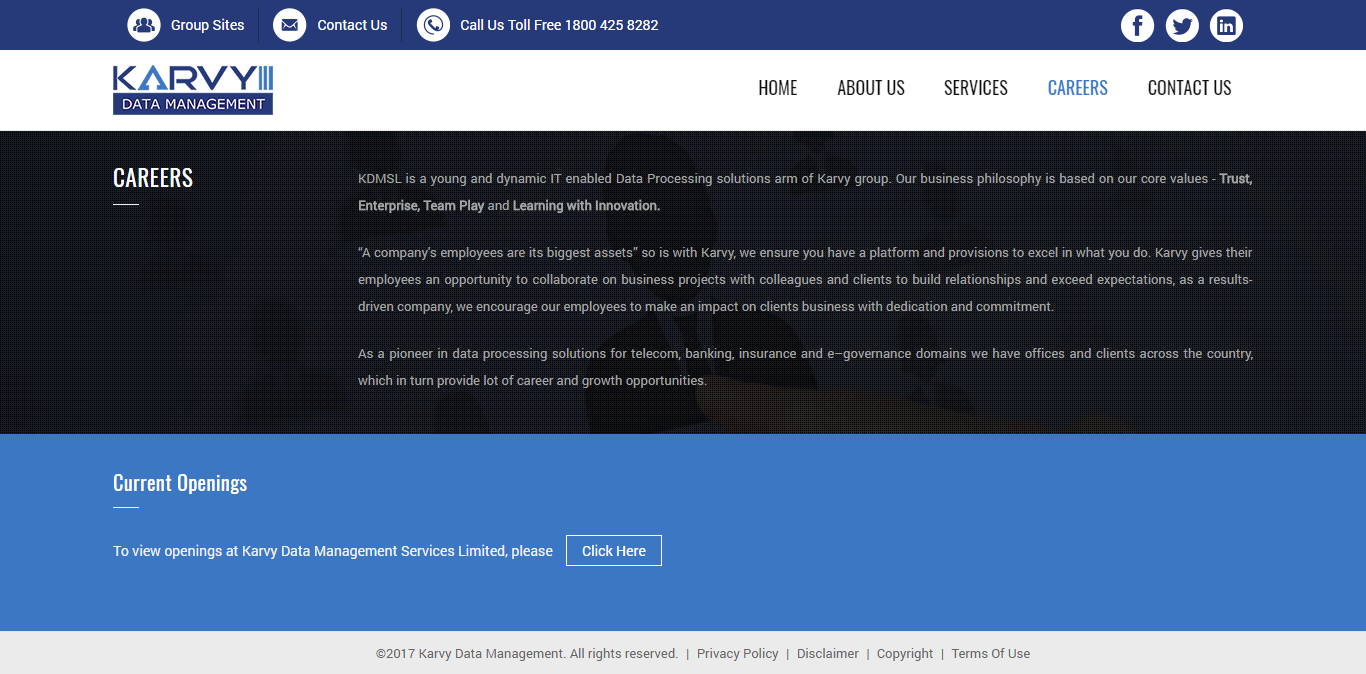 Group Sites
Contact Us
Call Us Toll Free 1800 425 8282
KARVY
DATA MANAGEMENT
HOME
ABOUT US
SERVICES
CAREERS
CONTACT US
CAREERS
KDMSL is a young and dynamic IT enabled Data Processing solutions arm of Karvy group. Our business philosophy is based on our core values - Trust,
Enterprise, Team Play and Learning with Innovation.
“A company's employees are its biggest assets” so is with Karvy, we ensure you have a platform and provisions to excel in what you do. Karvy gives their
employees an opportunity to collaborate on business projects with colleagues and clients to build relationships and exceed expectations, as a results-
driven company, we encourage our employees to make an impact on clients business with dedication and commitment.
As a pioneer in data processing solutions for telecom, banking, insurance and e–governance domains we have offices and clients across the country,
which in turn provide lot of career and growth opportunities.
Current Openings
To view openings at Karvy Data Management Services Limited, please
Click Here
©2017 Karvy Data Management. All rights reserved. | Privacy Policy | Disclaimer | Copyright | Terms Of Use